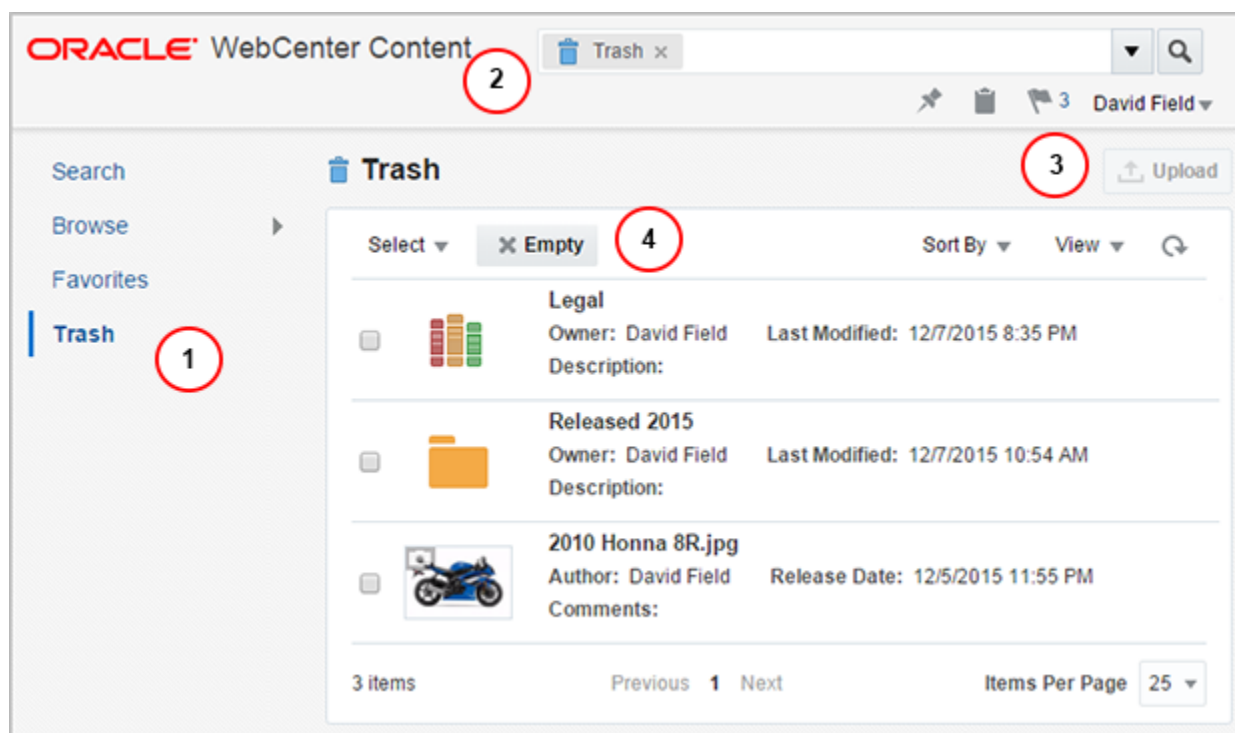 ORACLE® WebCenter Content
2
Trash ×
3 David Field
Search
Trash
3
Upload
Browse
Select
Empty
4
Sort By
View
Favorites
Trash
1
Legal
Owner: David Field Last Modified: 12/7/2015 8:35 PM
Description:
Released 2015
Owner: David Field Last Modified: 12/7/2015 10:54 AM
Description:
2010 Honna 8R.jpg
Author: David Field Release Date: 12/5/2015 11:55 PM
Comments:
3 items
Previous 1 Next
Items Per Page 25